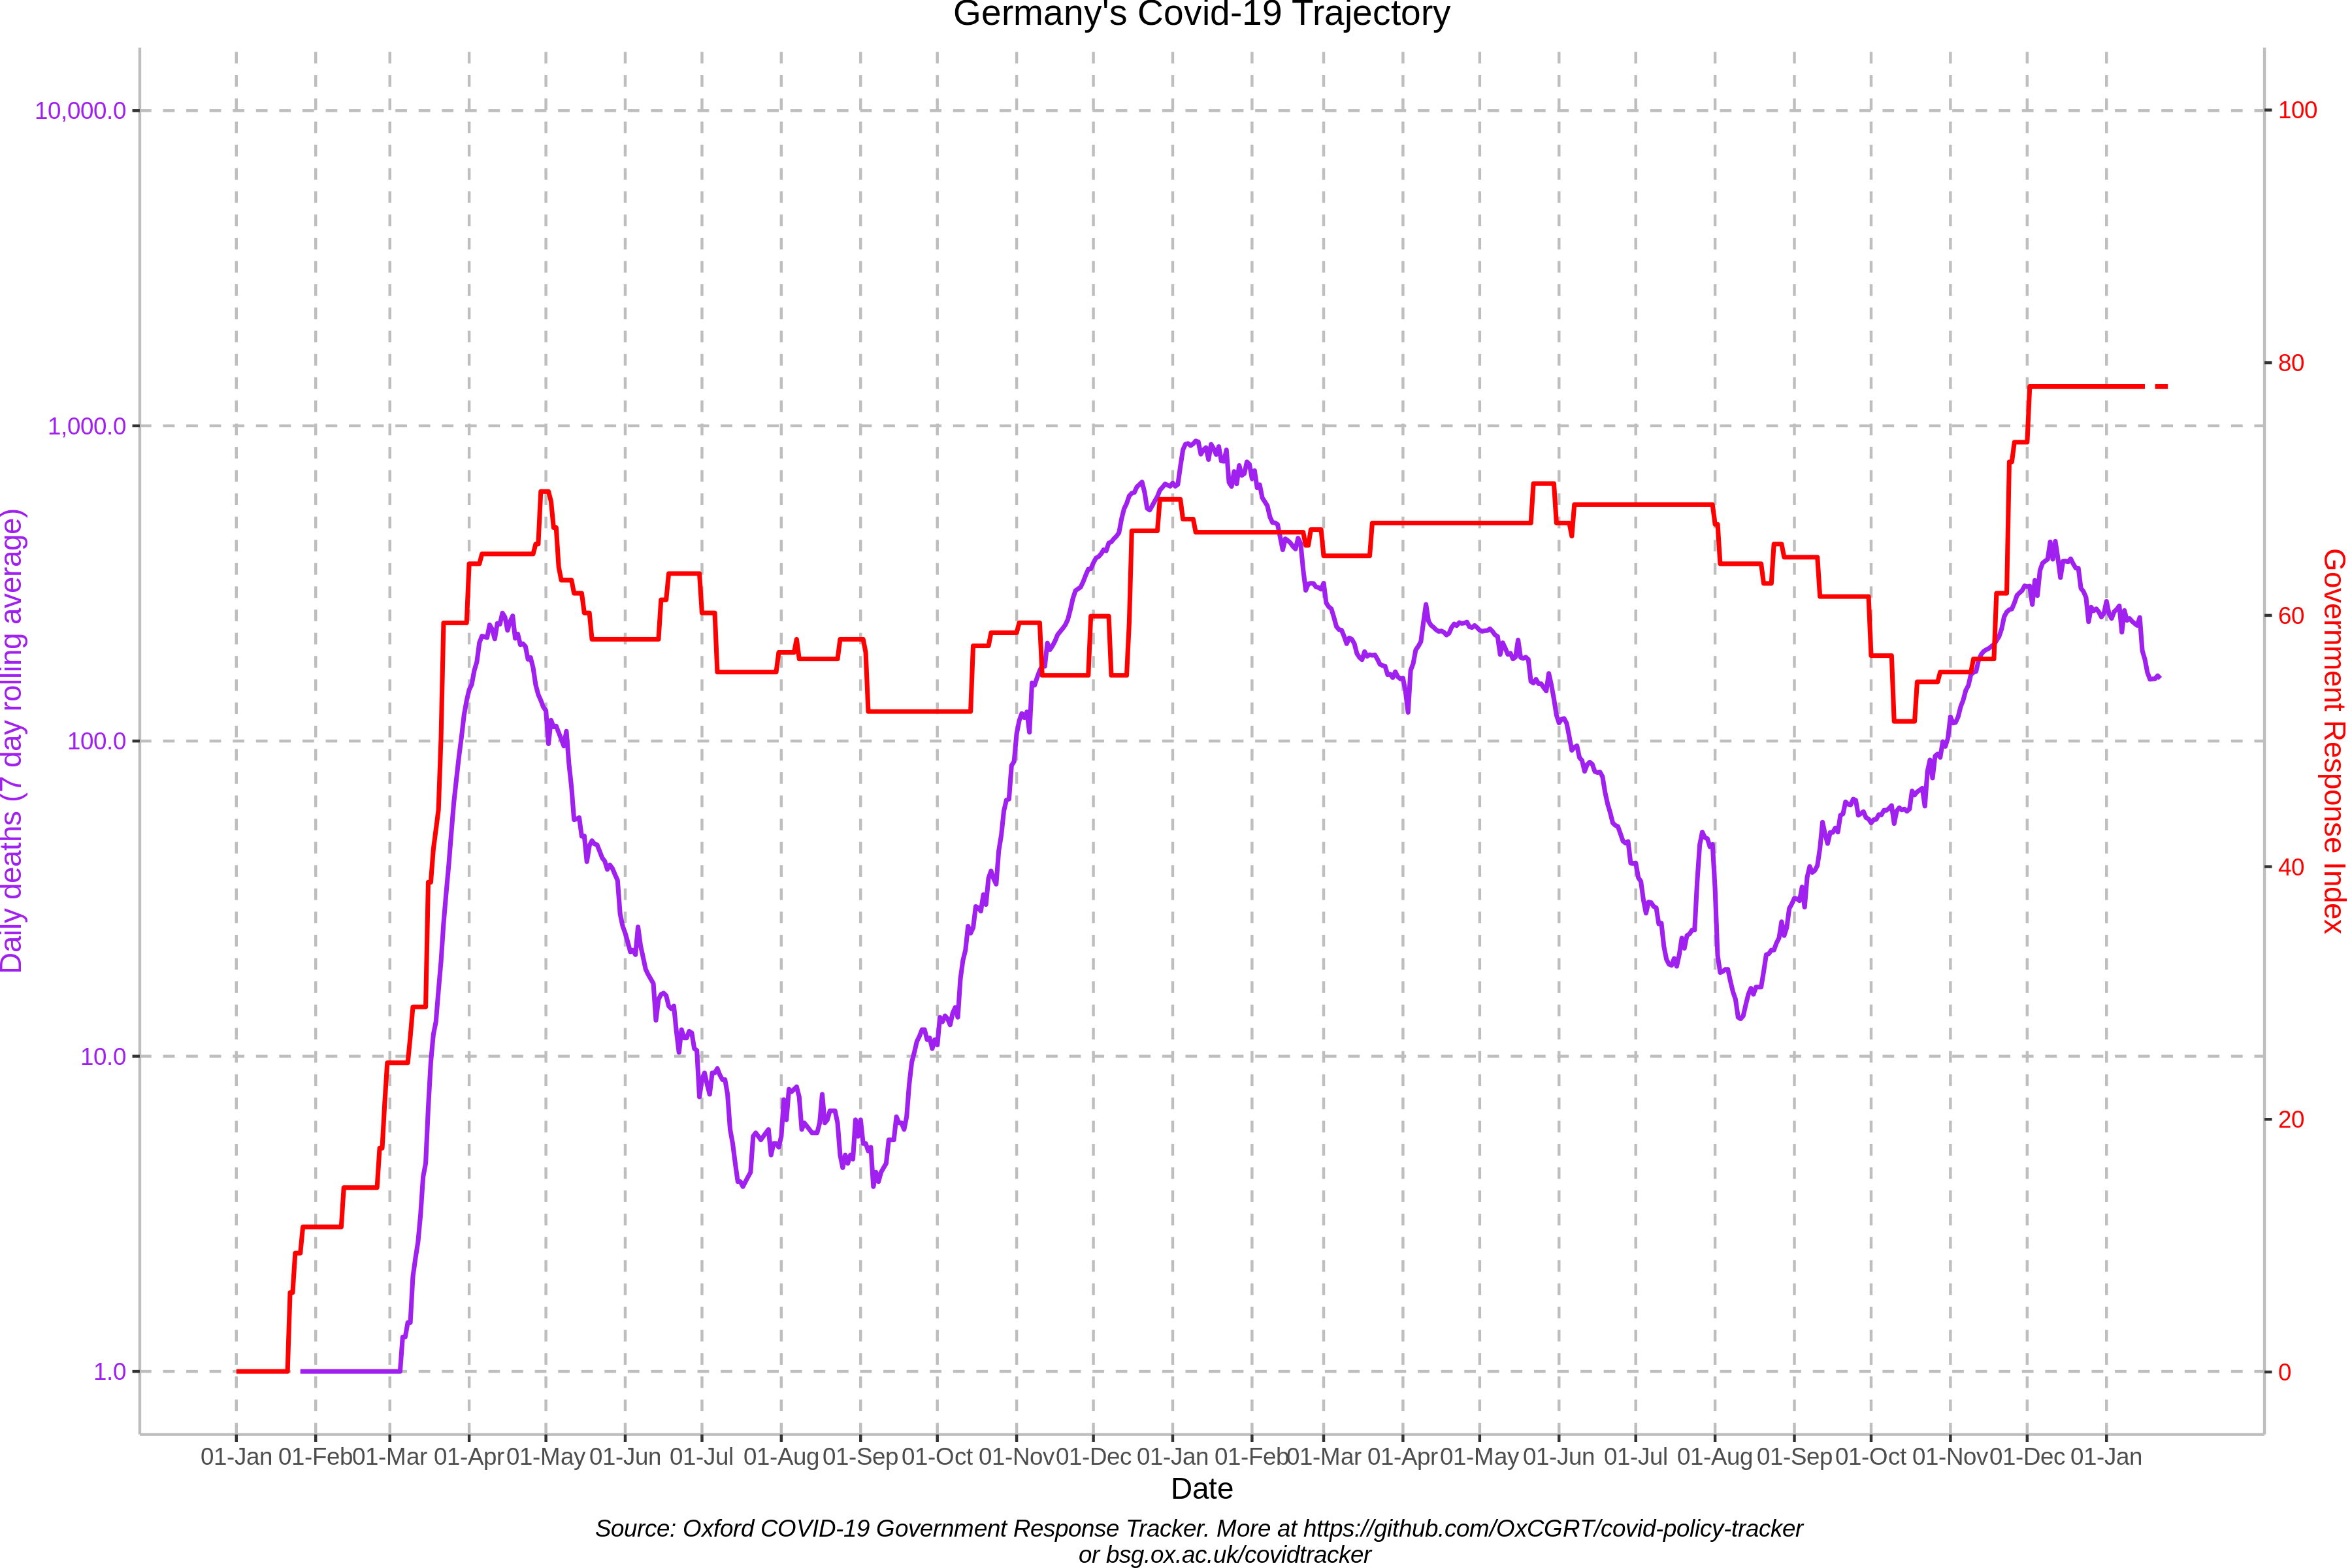 Germany's Covid-19 Trajectory
10,000.0
1,000.0
100.0
10.0
1.0
Daily deaths (7 day rolling average)
100
80
60
40
20
0
Government Response Index
01-Jan 01-Feb 01-Mar 01-Apr 01-May 01-Jun 01-Jul 01-Aug 01-Sep 01-Oct 01-Nov 01-Dec 01-Jan 01-Feb 01-Mar 01-Apr 01-May 01-Jun 01-Jul 01-Aug 01-Sep 01-Oct 01-Nov 01-Dec 01-Jan
Date
Source: Oxford COVID-19 Government Response Tracker. More at https://github.com/OxCGRT/covid-policy-tracker
or bsg.ox.ac.uk/covidtracker